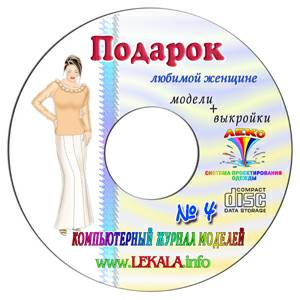 Подарок
любимой женщине
модели
+
выкройки
ЛЕКО
СИСТЕМА ПРОЕКТИРОВАНИЯ
ОДЕЖДЫ
COMPACT
disc
DATA STORAGE
№ 4
КОМПЬЮТЕРНЫЙ ЖУРНАЛ МОДЕЛЕЙ
www.LEKALA.info